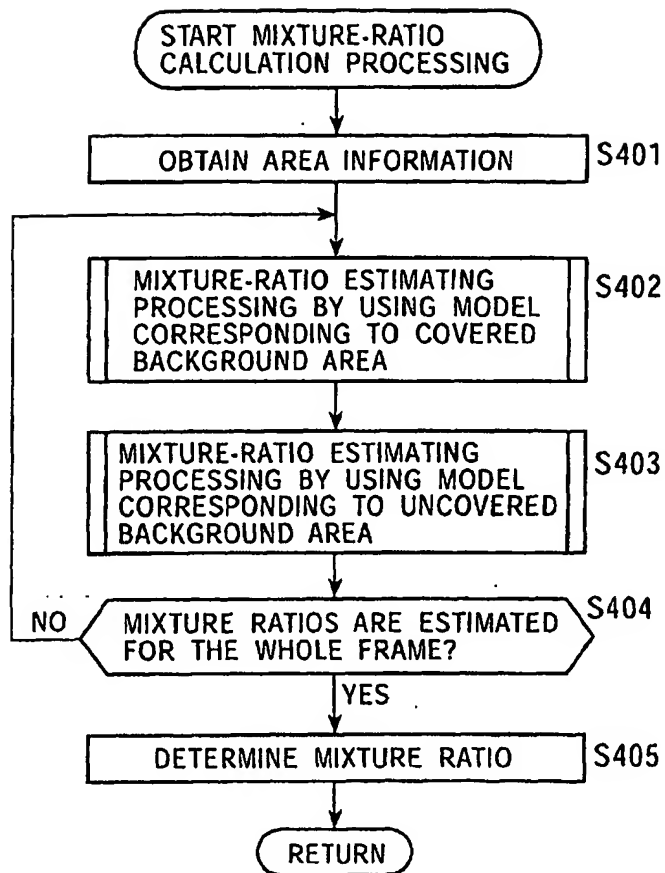 START MIXTURE-RATIO
CALCULATION PROCESSING
OBTAIN AREA INFORMATION
S401
MIXTURE-RATIO ESTIMATING
PROCESSING BY USING MODEL
CORRESPONDING TO COVERED
BACKGROUND AREA
S402
MIXTURE-RATIO ESTIMATING
PROCESSING BY USING MODEL
CORRESPONDING TO UNCOVERED
BACKGROUND AREA
S403
NO
MIXTURE RATIOS ARE ESTIMATED
FOR THE WHOLE FRAME?
S404
YES
DETERMINE MIXTURE RATIO
S405
RETURN